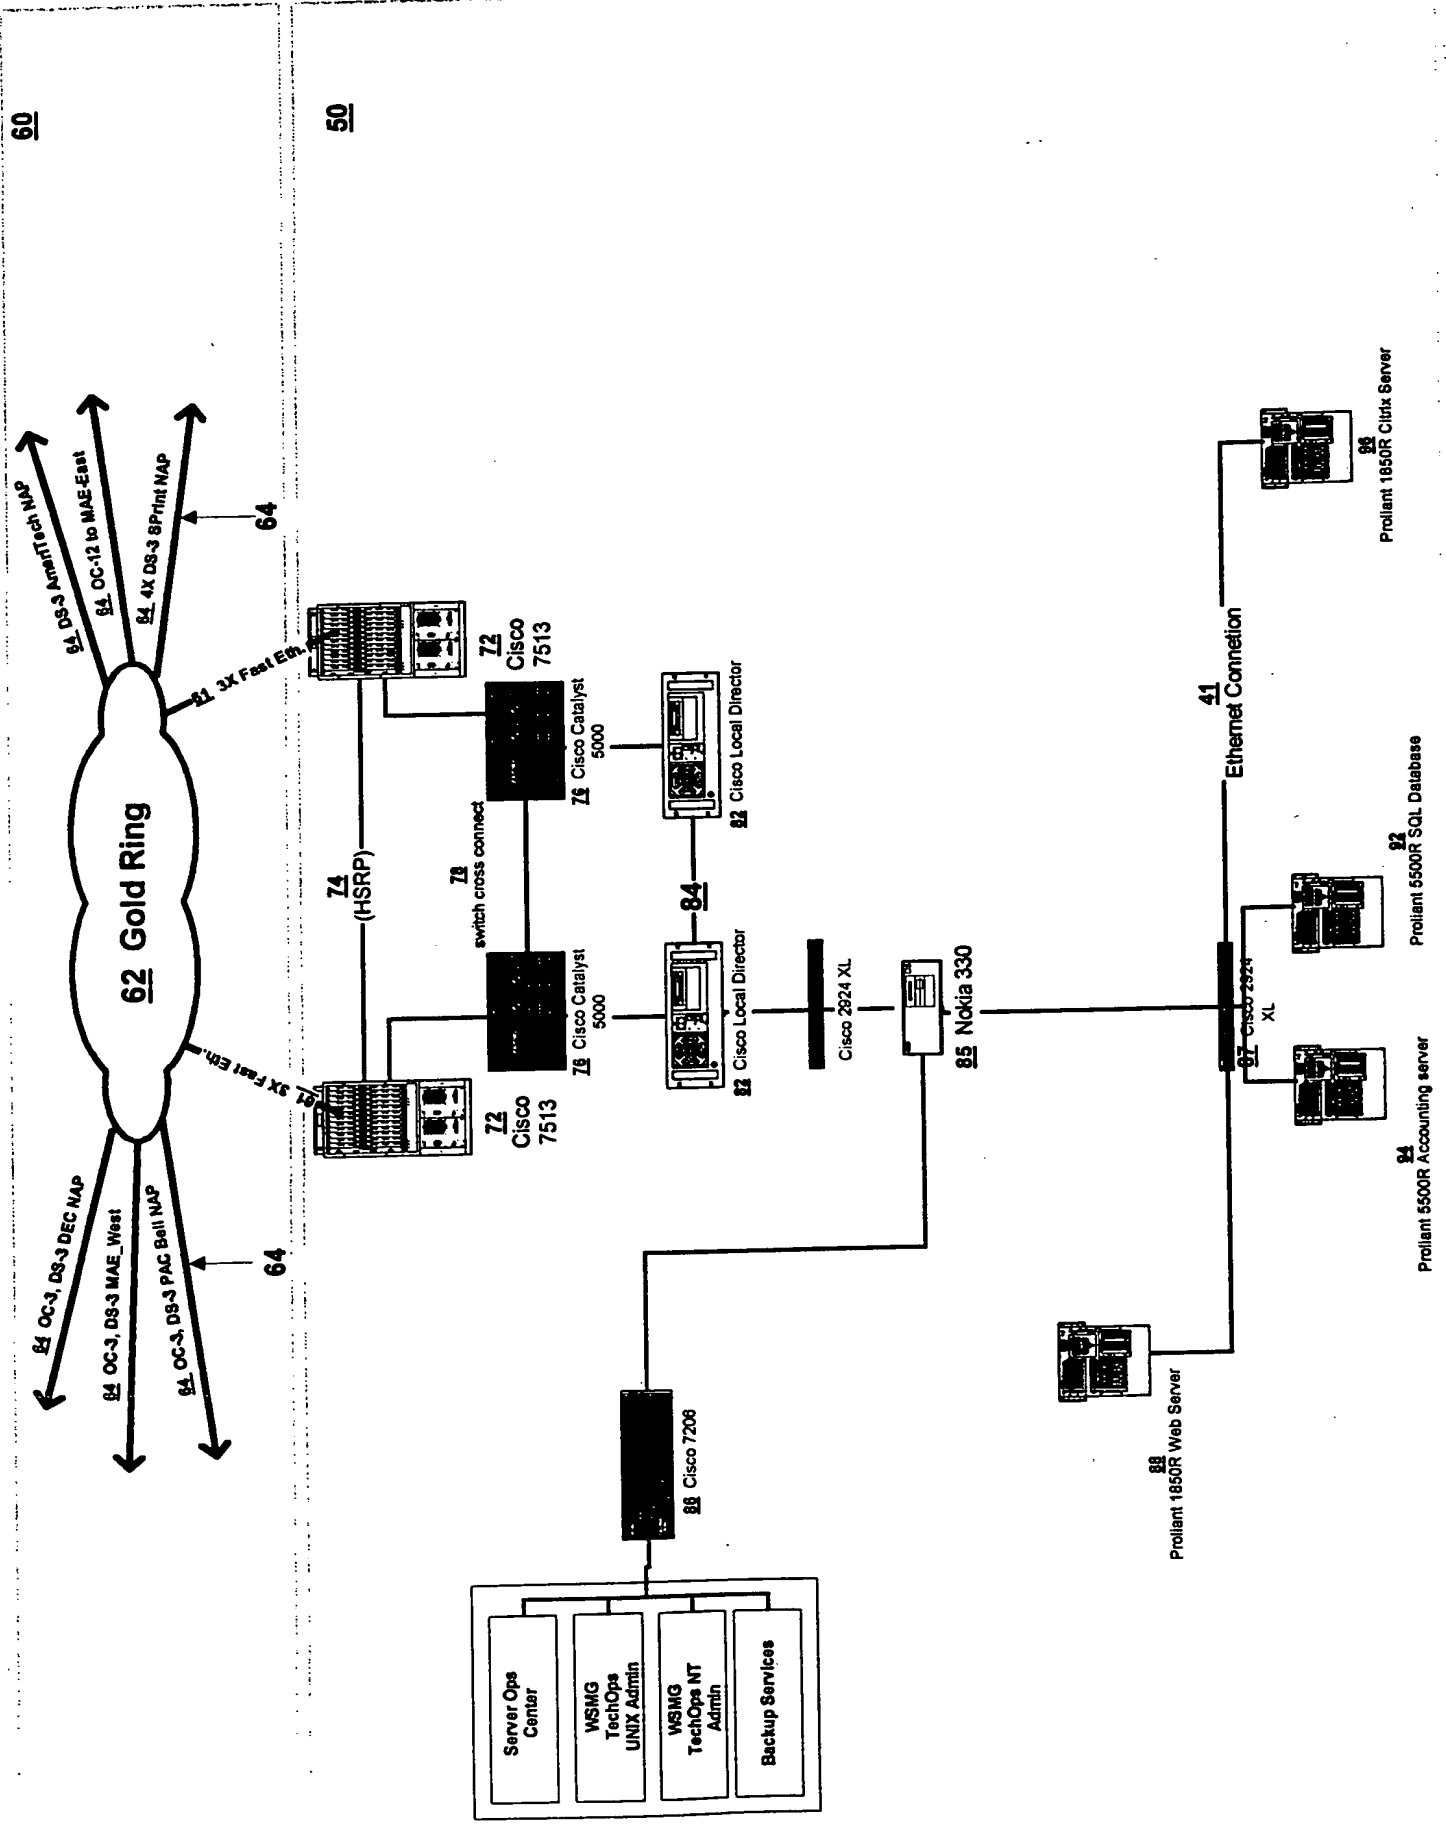 60
64 DS-3 AmeriTech NAP
64 OC-12 to MAE-East
64 4X DS-3 SPrint NAP
64
62 Gold Ring
61 3X Fast Eth.
61 3X Fast Eth.
64 OC-3, DS-3 DEC NAP
64 OC-3, DS-3 MAE_West
64 OC-3, DS-3 PAC Bell NAP
64
50
72
Cisco
7513
74
(HSRP)
72
Cisco
7513
78
switch cross connect
76 Cisco Catalyst
5000
76 Cisco Catalyst
5000
82 Cisco Local Director
84
82 Cisco Local Director
Cisco 2924 XL
85 Nokia 330
86 Cisco 7206
Server Ops
Center
WSMG
TechOps
UNIX Admin
WSMG
TechOps NT
Admin
Backup Services
41
Ethernet Connetion
87 Cisco 2924
XL
88
Proliant 1850R Web Server
94
Proliant 5500R Accounting server
92
Proliant 5500R SQL Database
96
Proliant 1850R Citrix Server